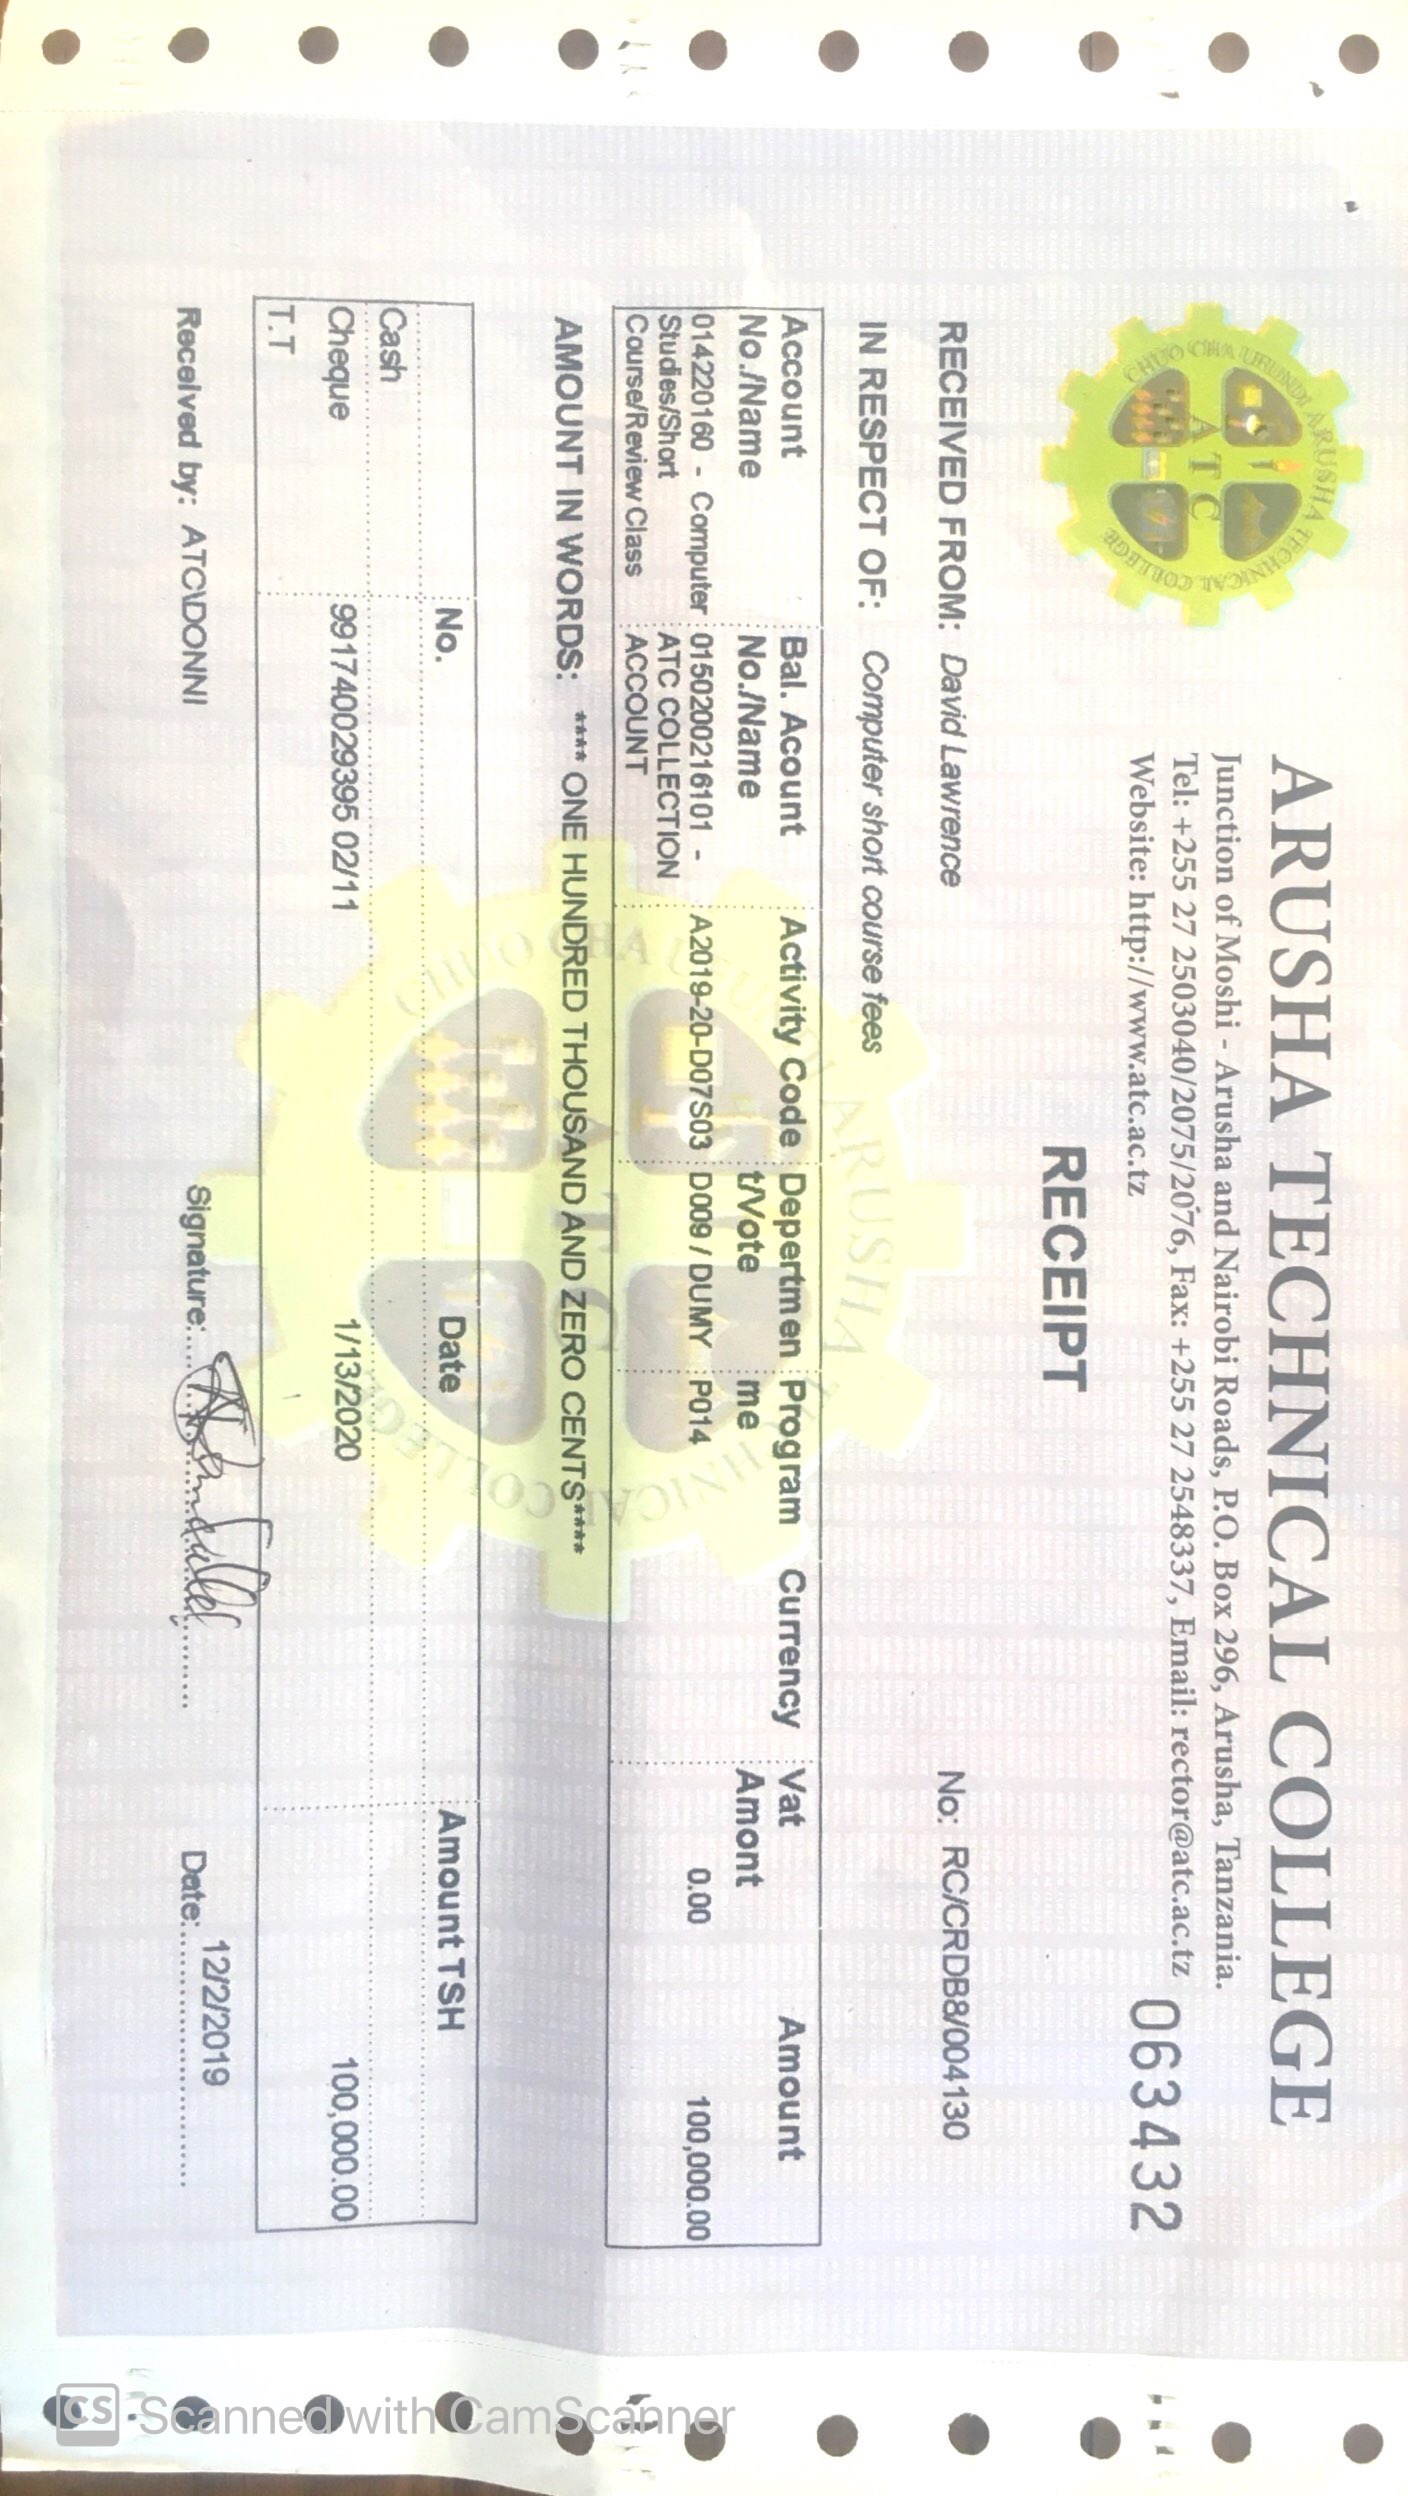 ARUSHA TECHNICAL COLLEGE
Junction of Moshi - Arusha and Nairobi Roads, P.O. Box 296, Arusha, Tanzania.
Tel: +255 27 2503040/2075/2076, Fax: +255 27 2548337, Email: rector@atc.ac.tz
Website: http://www.atc.ac.tz
063432
CHUO CHA UFUNDI ARUSHA
ATC
ARUSHA TECHNICAL COLLEGE
RECEIPT
RECEIVED FROM: David Lawrence No: RC/CRDB8/004130
IN RESPECT OF: Computer short course fees
Account Bal. Acount Activity Code Depertmen Program Currency Vat Amount
No./Name No./Name t/Vote me Amont
014220160 - Computer 0150200216101 - A2019-20-D07S03 D009 / DUMY P014 0.00 100,000.00
Studies/Short ATC COLLECTION
Course/Review Class ACCOUNT
AMOUNT IN WORDS: **** ONE HUNDRED THOUSAND AND ZERO CENTS****
No. Date Amount TSH
Cash
Cheque 991740029395 02/11 1/13/2020 100,000.00
T.T
Received by: ATC\DONNI Signature: Date: 12/2/2019
CS Scanned with CamScanner